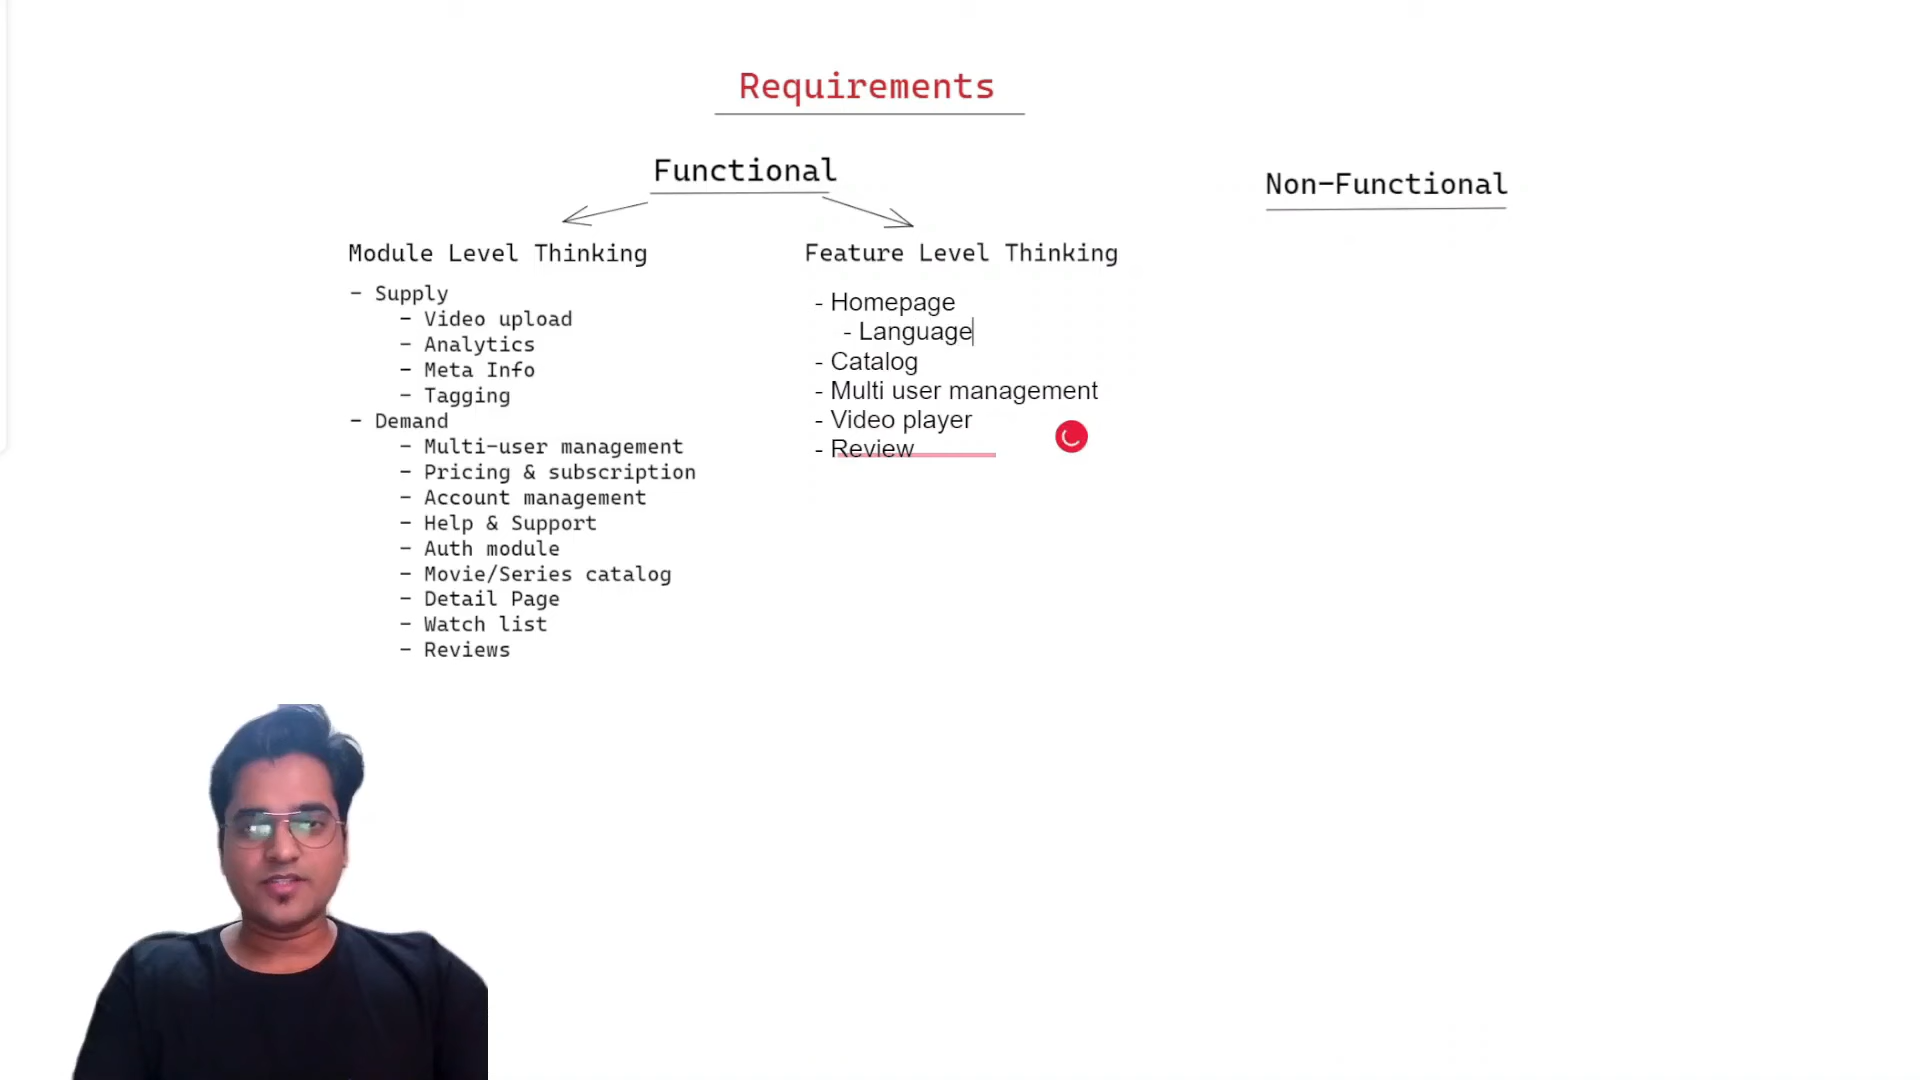 Requirements
Functional
Non-Functional
Module Level Thinking
- Supply
- Video upload
- Analytics
- Meta Info
- Tagging
- Demand
- Multi-user management
- Pricing & subscription
- Account management
- Help & Support
- Auth module
- Movie/Series catalog
- Detail Page
- Watch list
- Reviews
Feature Level Thinking
- Homepage
- Language
- Catalog
- Multi user management
- Video player
- Review